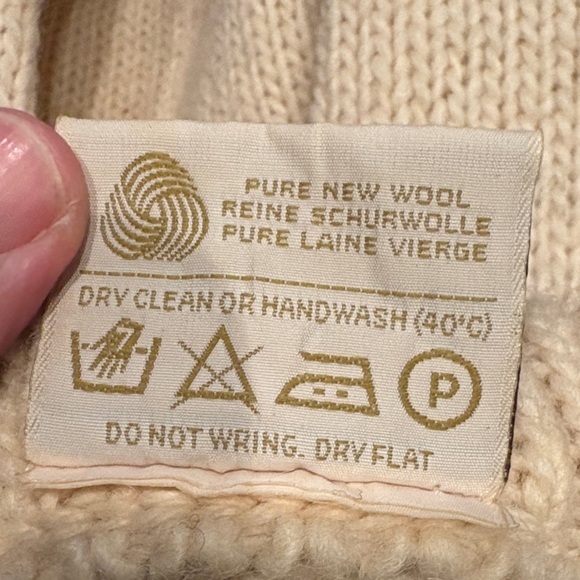 PURE NEW WOOL
REINE SCHURWOLLE
PURE LAINE VIERGE
DRY CLEAN OR HANDWASH (40°C)
P
DO NOT WRING. DRY FLAT